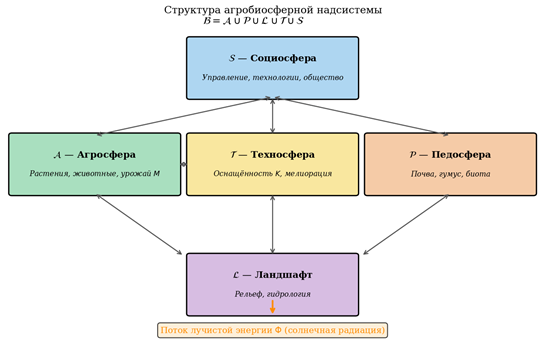 Структура агробиосферной надсистемы
ℬ = 𝒜 ∪ 𝒫 ∪ ℒ ∪ 𝒯 ∪ 𝒮
𝒮 — Социосфера
Управление, технологии, общество
𝒜 — Агросфера
Растения, животные, урожай M
𝒯 — Техносфера
Оснащённость K, мелиорация
𝒫 — Педосфера
Почва, гумус, биота
ℒ — Ландшафт
Рельеф, гидрология
Поток лучистой энергии Φ (солнечная радиация)